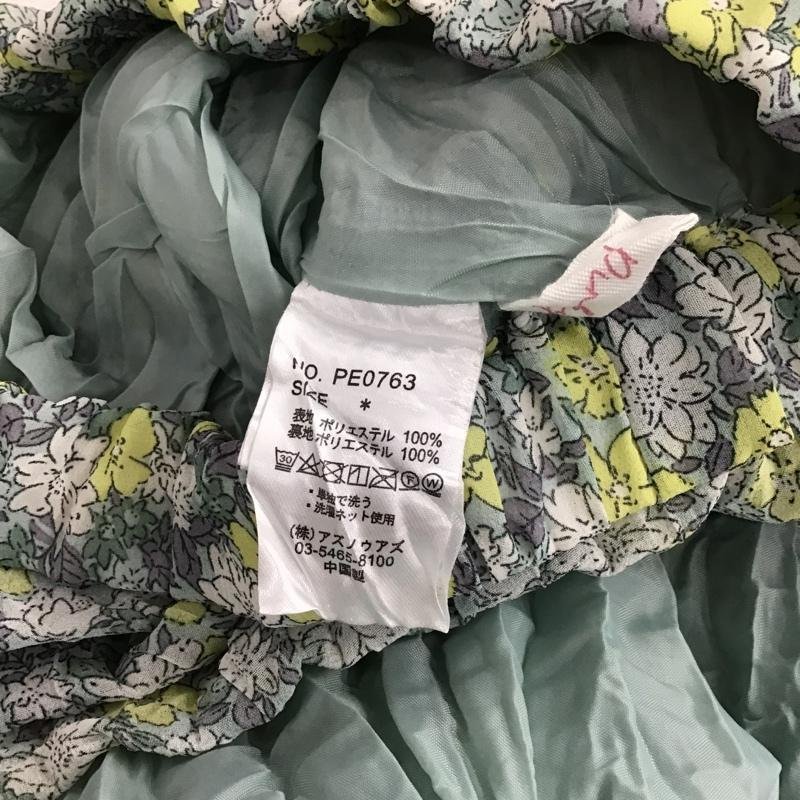 NO. PE0763
SIZE *
表地 ポリエステル 100%
裏地 ポリエステル 100%
30 F W
・単独で洗う
・洗濯ネット使用
(株)アズノゥアズ
03-5465-8100
中国製